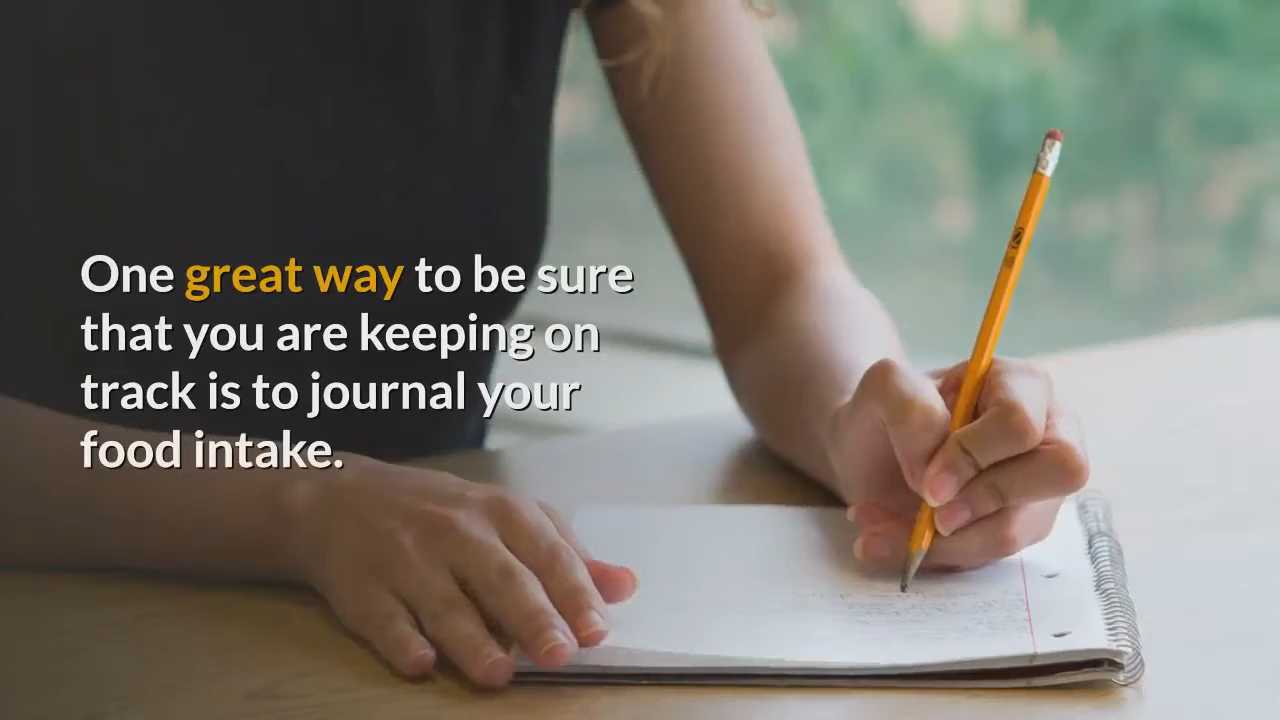 One great way to be sure
that you are keeping on
track is to journal your
food intake.